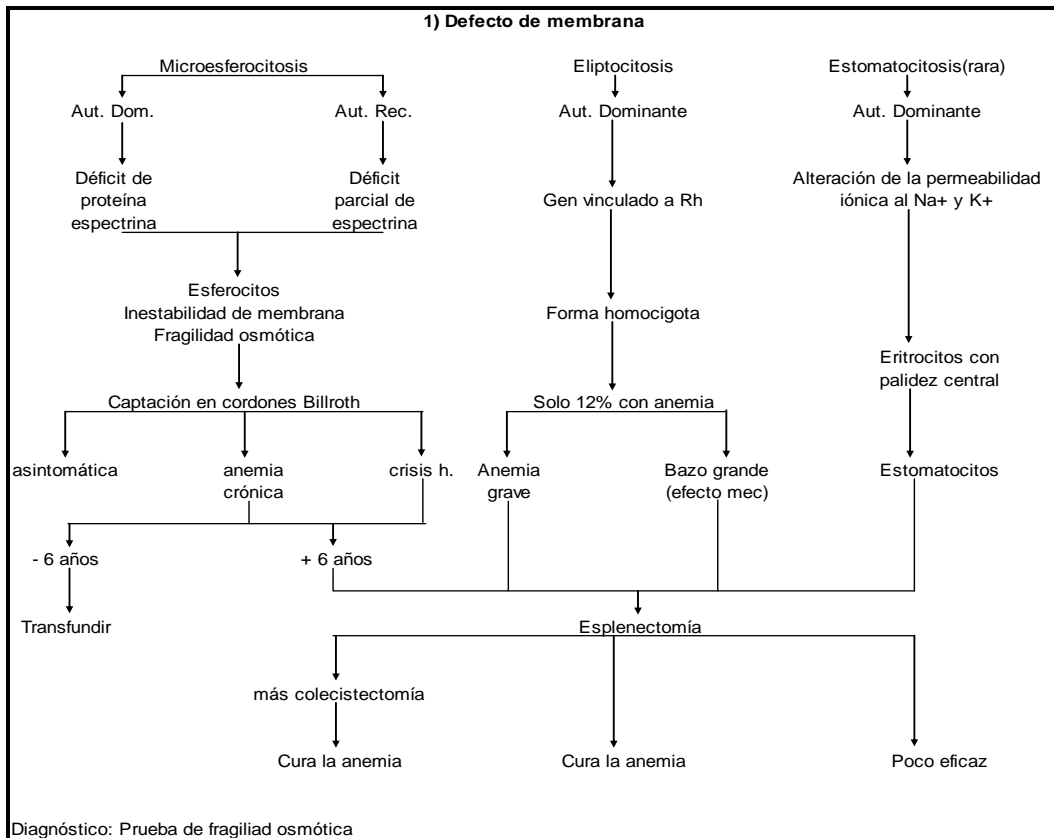 1) Defecto de membrana
Microesferocitosis
Eliptocitosis
Estomatocitosis(rara)
Aut. Dom.
Aut. Rec.
Aut. Dominante
Aut. Dominante
Déficit de
proteína
espectrina
Déficit
parcial de
espectrina
Gen vinculado a Rh
Alteración de la permeabilidad
iónica al Na+ y K+
Esferocitos
Inestabilidad de membrana
Fragilidad osmótica
Forma homocigota
Eritrocitos con
palidez central
Captación en cordones Billroth
Solo 12% con anemia
asintomática
anemia
crónica
crisis h.
Anemia
grave
Bazo grande
(efecto mec)
Estomatocitos
- 6 años
+ 6 años
Transfundir
Esplenectomía
más colecistectomía
Cura la anemia
Cura la anemia
Poco eficaz
Diagnóstico: Prueba de fragiliad osmótica